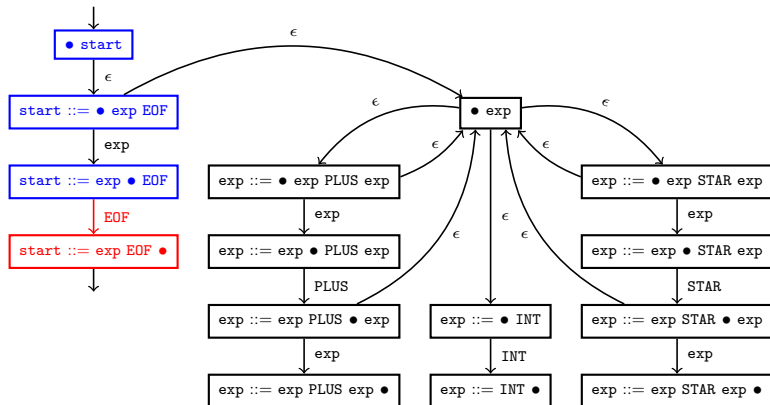 ● start
ϵ
ϵ
start ::= ● exp EOF
ϵ
● exp
ϵ
exp
ϵ
ϵ
start ::= exp ● EOF
exp ::= ● exp PLUS exp
exp ::= ● exp STAR exp
EOF
exp
ϵ
exp
ϵ
ϵ
start ::= exp EOF ●
exp ::= exp ● PLUS exp
exp ::= exp ● STAR exp
PLUS
STAR
exp ::= exp PLUS ● exp
exp ::= ● INT
exp ::= exp STAR ● exp
exp
INT
exp
exp ::= exp PLUS exp ●
exp ::= INT ●
exp ::= exp STAR exp ●